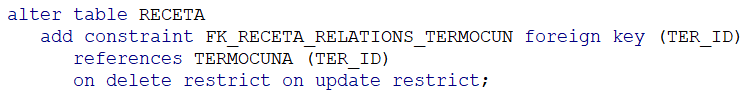 alter table RECETA
add constraint FK_RECETA_RELATIONS_TERMOCUN foreign key (TER_ID)
references TERMOCUNA (TER_ID)
on delete restrict on update restrict;